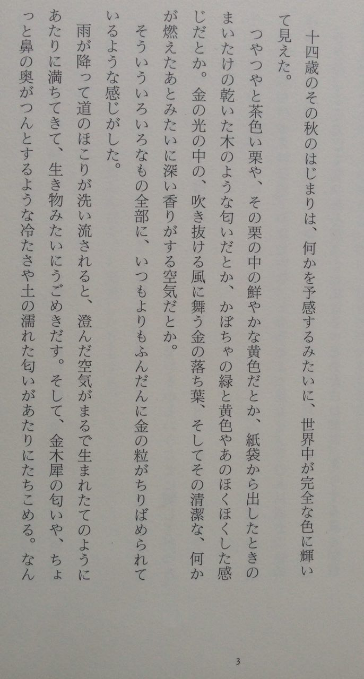 十四歳のその秋のはじまりは、何かを予感するみたいに、世界中が完全な色に輝い
て見えた。
つやつやと茶色い栗や、その栗の中の鮮やかな黄色だとか、紙袋から出したときの
まいたけの乾いた木のような匂いだとか、かぼちゃの緑と黄色やあのほくほくした感
じだとか。金の光の中の、吹き抜ける風に舞う金の落ち葉、そしてその清潔な、何か
が燃えたあとみたいに深い香りがする空気だとか。
そういういろいろなもの全部に、いつもよりもふんだんに金の粒がちりばめられて
いるような感じがした。
雨が降って道のほこりが洗い流されると、澄んだ空気がまるで生まれたてのように
あたりに満ちてきて、生き物みたいにうごめきだす。そして、金木犀の匂いや、ちょ
っと鼻の奥がつんとするような冷たさや土の濡れた匂いがあたりにたちこめる。なん
3